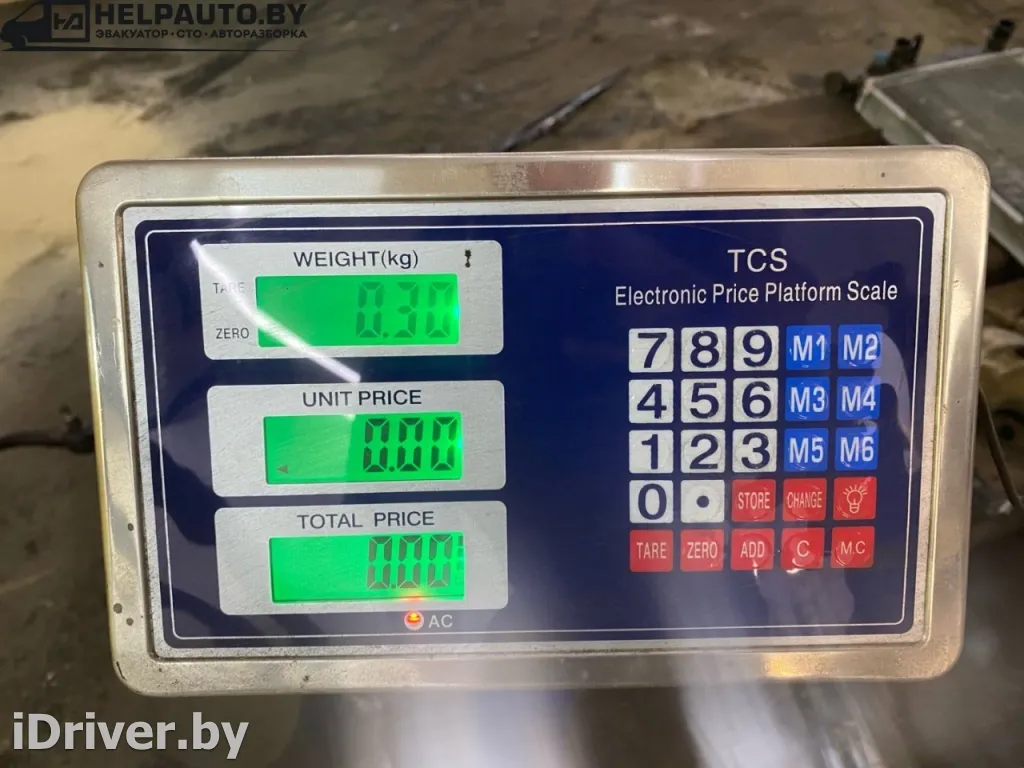 HELPAUTO.BY
ЭВАКУАТОР • СТО • АВТОРАЗБОРКА
WEIGHT(kg)
TARE
0.30
ZERO
UNIT PRICE
0.00
TOTAL PRICE
0.00
AC
TCS
Electronic Price Platform Scale
7 8 9 M1 M2
4 5 6 M3 M4
1 2 3 M5 M6
0 • STORE CHANGE
TARE ZERO ADD C M.C
iDriver.by